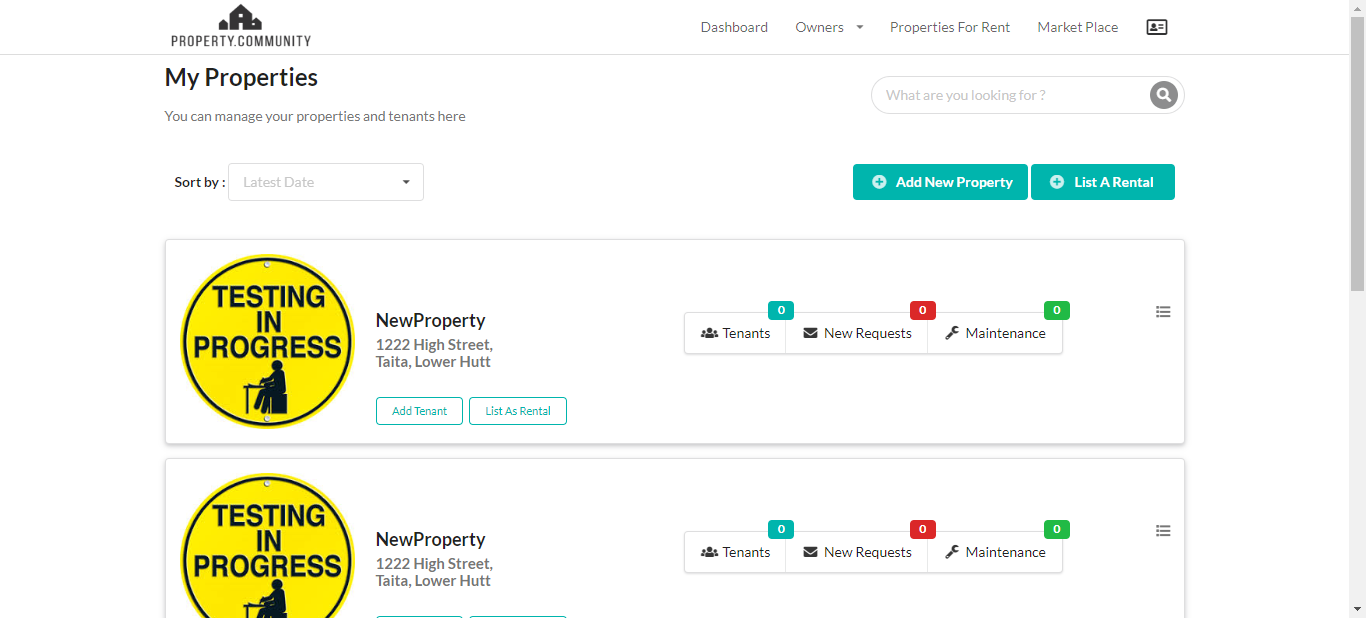 PROPERTY.COMMUNITY
Dashboard Owners Properties For Rent Market Place
My Properties
What are you looking for ?
You can manage your properties and tenants here
Sort by : Latest Date
Add New Property List A Rental
TESTING
IN
PROGRESS
NewProperty
1222 High Street,
Taita, Lower Hutt
Add Tenant List As Rental
0 0 0
Tenants New Requests Maintenance
TESTING
IN
PROGRESS
NewProperty
1222 High Street,
Taita, Lower Hutt
0 0 0
Tenants New Requests Maintenance